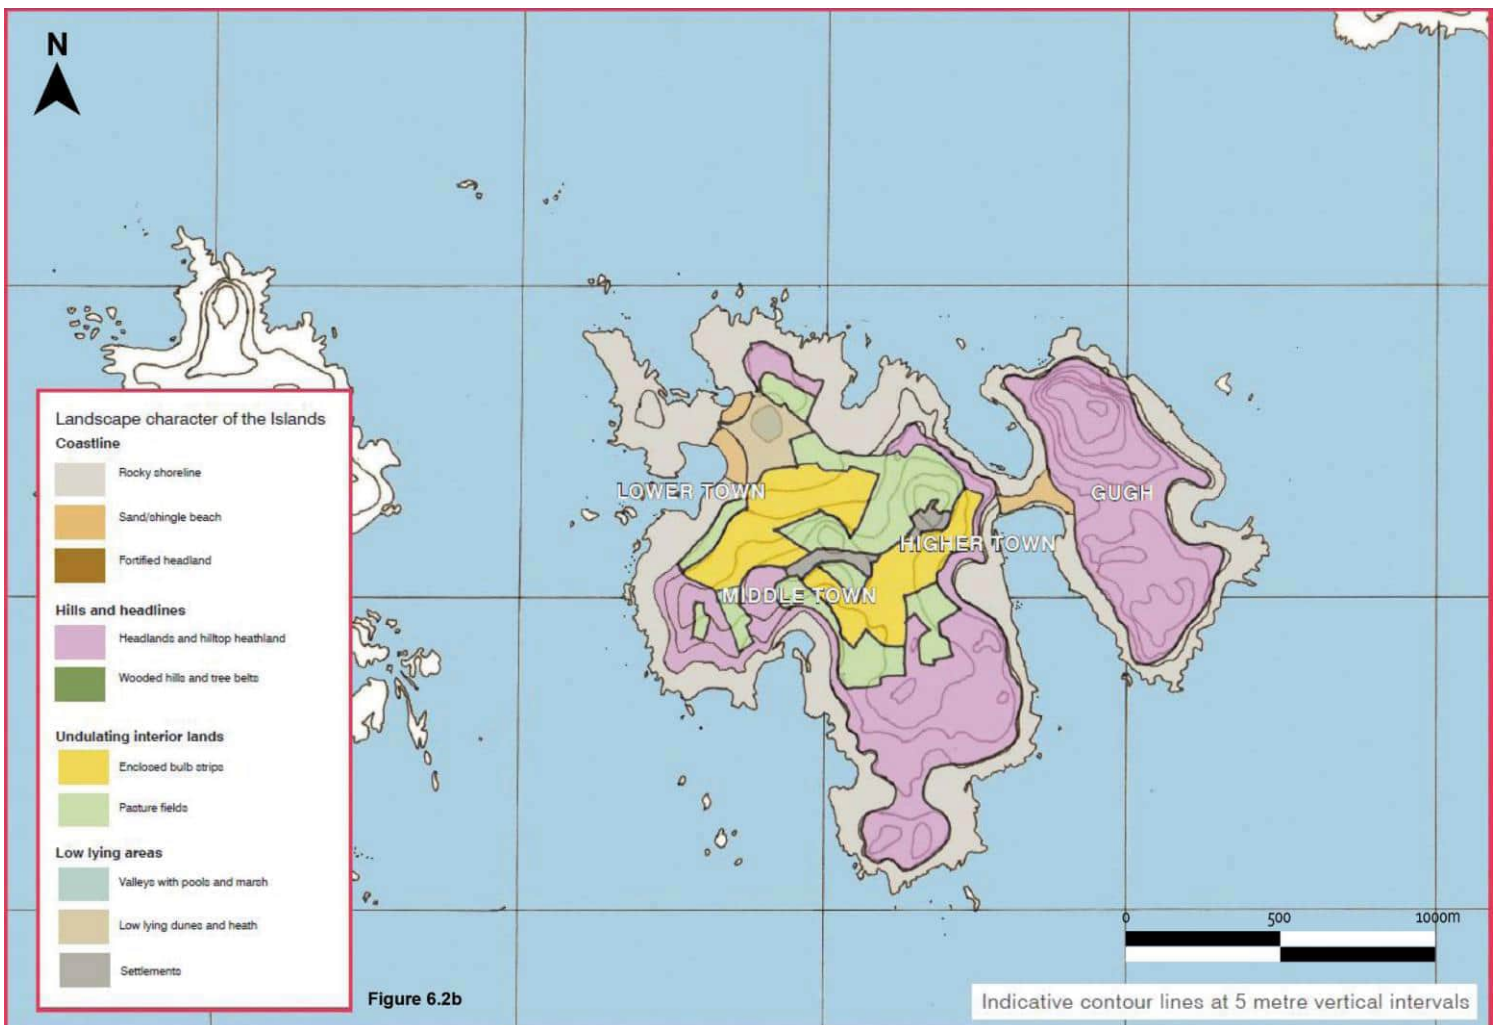 N
LOWER TOWN
GUGH
HIGHER TOWN
MIDDLE TOWN
Landscape character of the Islands
Coastline
Rocky shoreline
Sand/shingle beach
Fortified headland
Hills and headlines
Headlands and hilltop heathland
Wooded hills and tree belts
Undulating interior lands
Enclosed bulb strips
Pasture fields
Low lying areas
Valleys with pools and marsh
Low lying dunes and heath
Settlements
Figure 6.2b
0 500 1000m
Indicative contour lines at 5 metre vertical intervals